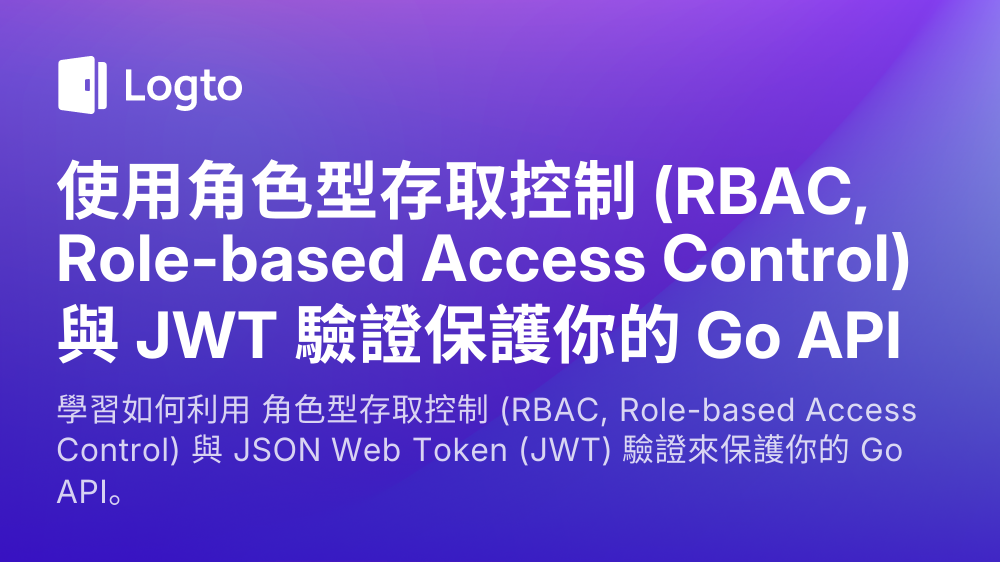 Logto
使用角色型存取控制 (RBAC,
Role-based Access Control)
與 JWT 驗證保護你的 Go API
學習如何利用 角色型存取控制 (RBAC, Role-based Access
Control) 與 JSON Web Token (JWT) 驗證來保護你的 Go
API。